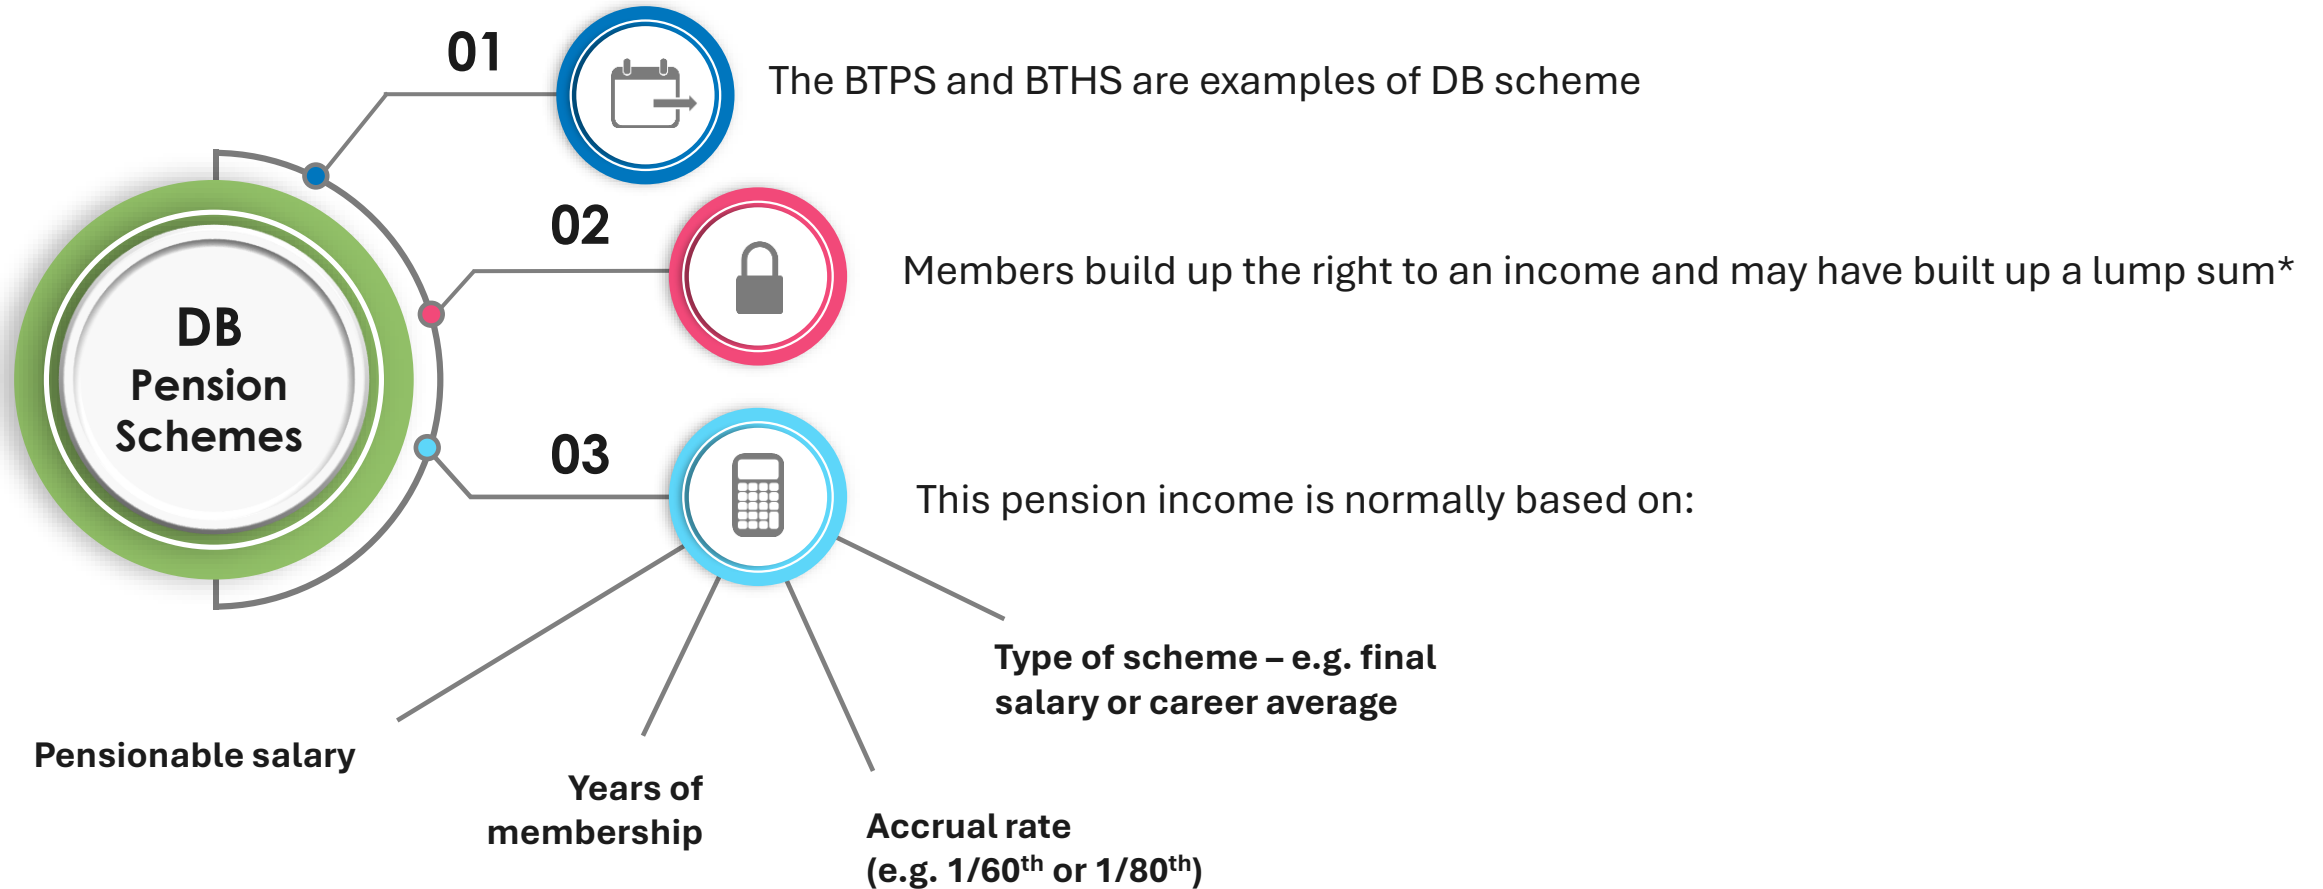 01
The BTPS and BTHS are examples of DB scheme
02
Members build up the right to an income and may have built up a lump sum*
DB
Pension
Schemes
03
This pension income is normally based on:
Type of scheme – e.g. final
salary or career average
Pensionable salary
Years of
membership
Accrual rate
(e.g. 1/60th or 1/80th)